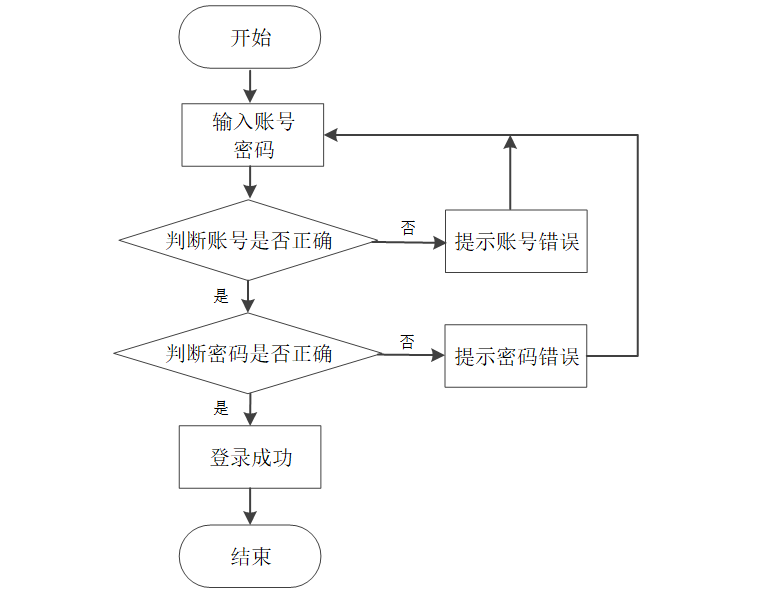 开始
输入账号
密码
判断账号是否正确
否
提示账号错误
是
判断密码是否正确
否
提示密码错误
是
登录成功
结束